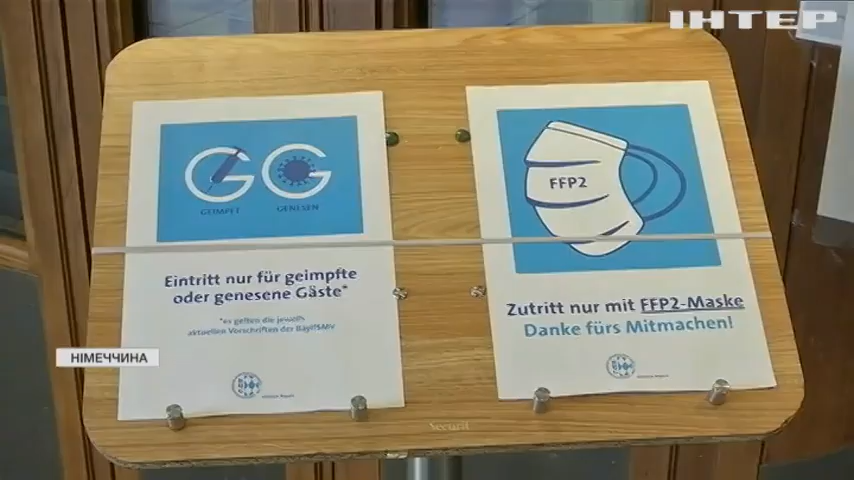 ІНТЕР
GG
GEIMPFT GENESEN
Eintritt nur für geimpfte
oder genesene Gäste*
*es gelten die jeweils
aktuellen Vorschriften der BayIfSMV
FFP2
Zutritt nur mit FFP2-Maske
Danke fürs Mitmachen!
НІМЕЧЧИНА
Securit